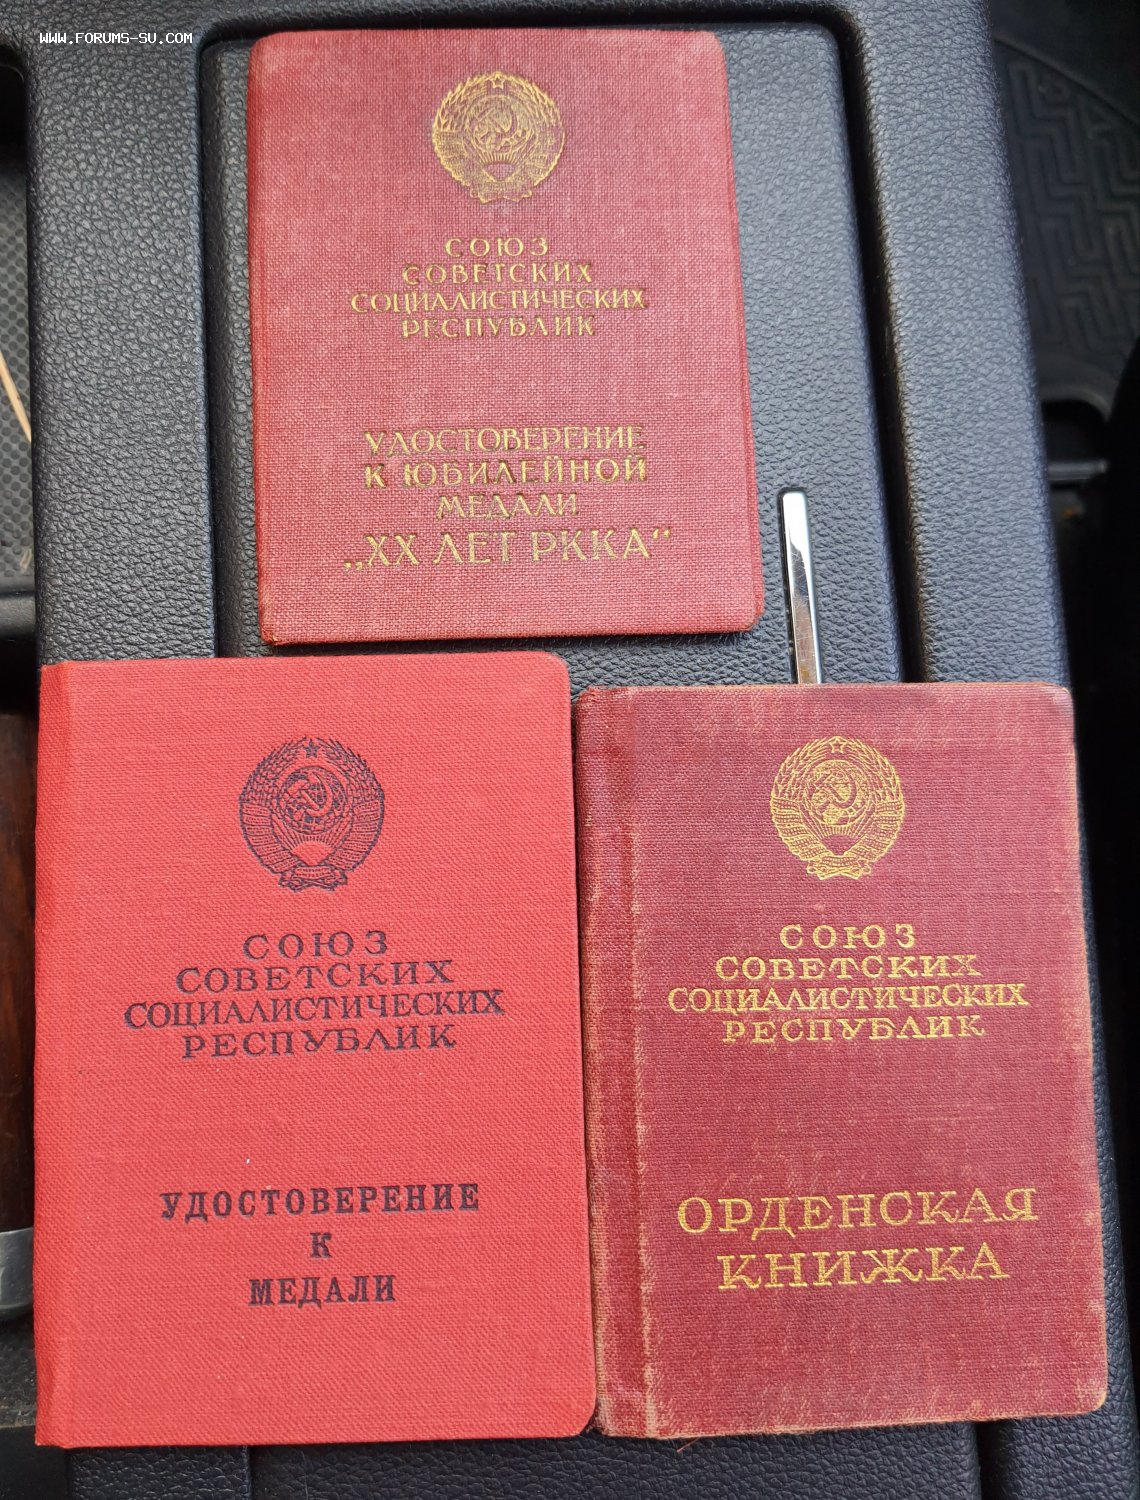 WWW.FORUMS-SU.COM
СОЮЗ
СОВЕТСКИХ
СОЦИАЛИСТИЧЕСКИХ
РЕСПУБЛИК
УДОСТОВЕРЕНИЕ
К ЮБИЛЕЙНОЙ
МЕДАЛИ
„XX ЛЕТ РККА“
СОЮЗ
СОВЕТСКИХ
СОЦИАЛИСТИЧЕСКИХ
РЕСПУБЛИК
УДОСТОВЕРЕНИЕ
К
МЕДАЛИ
СОЮЗ
СОВЕТСКИХ
СОЦИАЛИСТИЧЕСКИХ
РЕСПУБЛИК
ОРДЕНСКАЯ
КНИЖКА